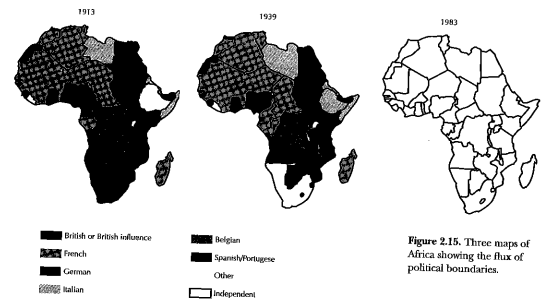 1913
1939
1983
British or British influence
French
German
Italian
Belgian
Spanish/Portugese
Other
Independent
Figure 2.15. Three maps of
Africa showing the flux of
political boundaries.